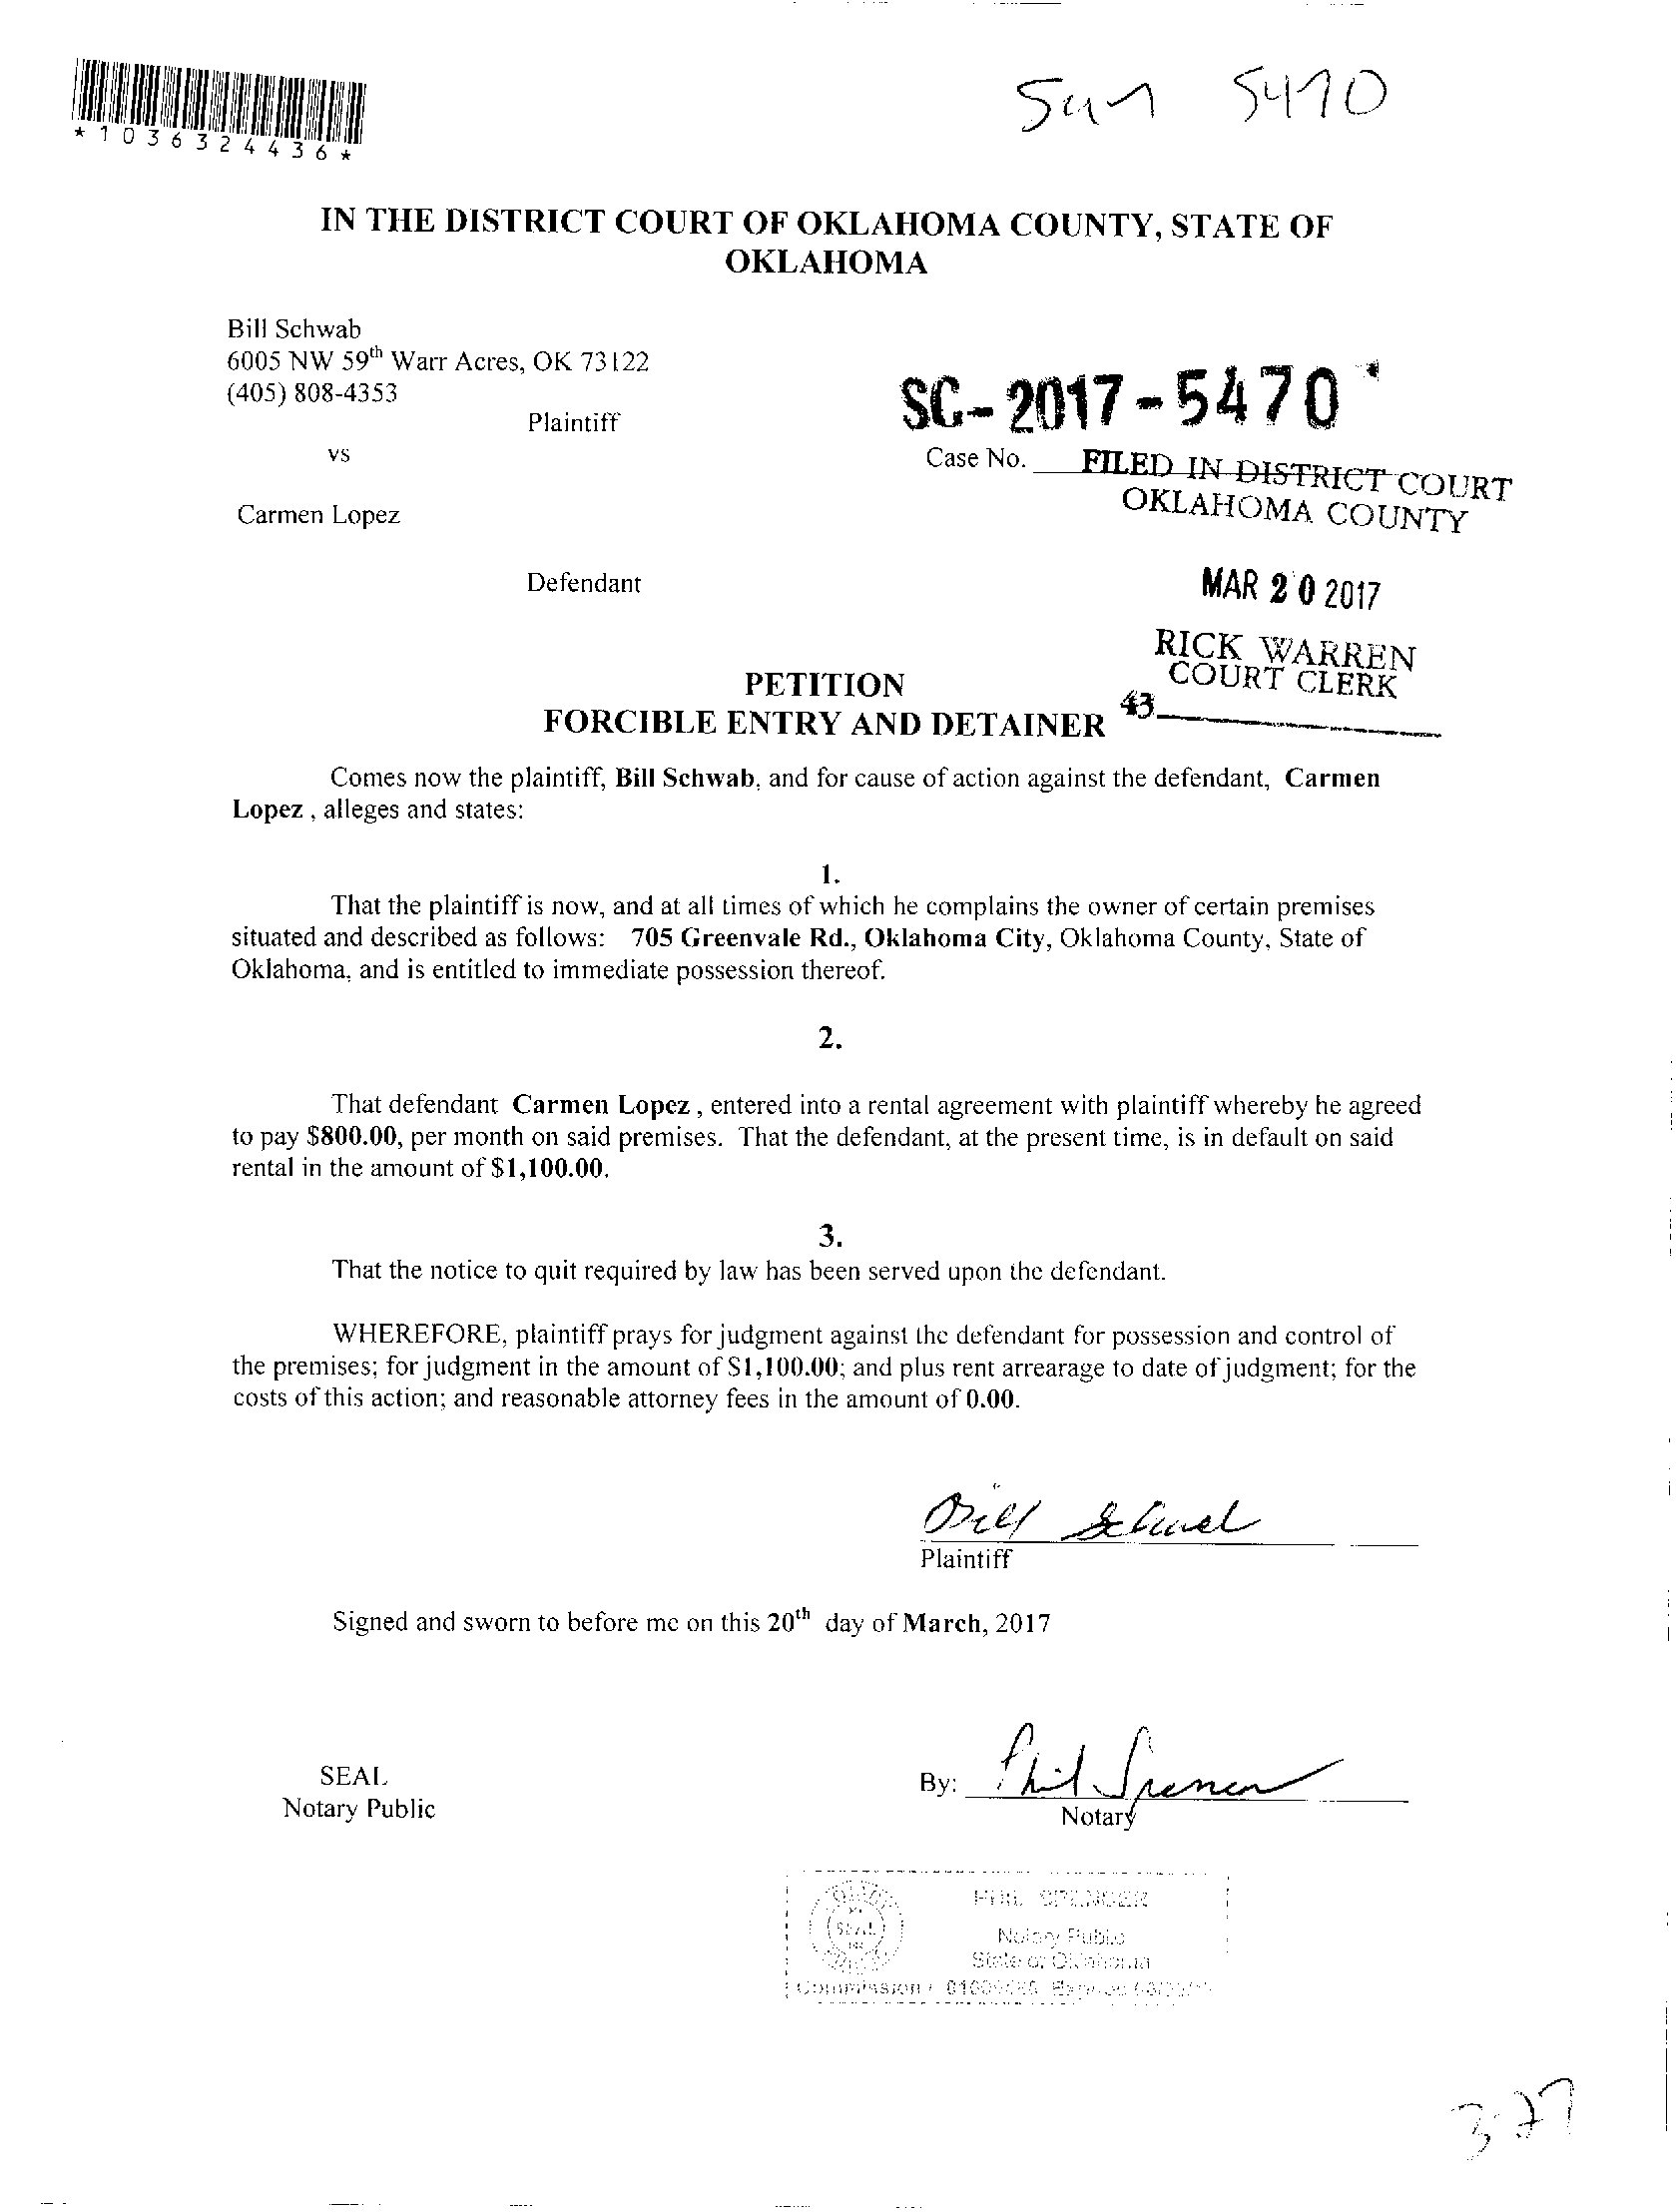 *1036324436*
5470
IN THE DISTRICT COURT OF OKLAHOMA COUNTY, STATE OF
OKLAHOMA
Bill Schwab
6005 NW 59th Warr Acres, OK 73122
(405) 808-4353
Plaintiff
SC-2017-5470
vs
Case No.
FILED IN DISTRICT COURT
OKLAHOMA COUNTY
Carmen Lopez
Defendant
MAR 20 2017
RICK WARREN
COURT CLERK
43
PETITION
FORCIBLE ENTRY AND DETAINER
Comes now the plaintiff, Bill Schwab, and for cause of action against the defendant, Carmen
Lopez , alleges and states:
1.
That the plaintiff is now, and at all times of which he complains the owner of certain premises
situated and described as follows: 705 Greenvale Rd., Oklahoma City, Oklahoma County, State of
Oklahoma, and is entitled to immediate possession thereof.
2.
That defendant Carmen Lopez , entered into a rental agreement with plaintiff whereby he agreed
to pay $800.00, per month on said premises. That the defendant, at the present time, is in default on said
rental in the amount of $1,100.00.
3.
That the notice to quit required by law has been served upon the defendant.
WHEREFORE, plaintiff prays for judgment against the defendant for possession and control of
the premises; for judgment in the amount of $1,100.00; and plus rent arrearage to date of judgment; for the
costs of this action; and reasonable attorney fees in the amount of 0.00.
Bill Schwab
Plaintiff
Signed and sworn to before me on this 20th day of March, 2017
SEAL
Notary Public
By: Phil Spencer
Notary
PHIL SPENCER
SEAL
Notary Public
State of Oklahoma
Commission
3-27